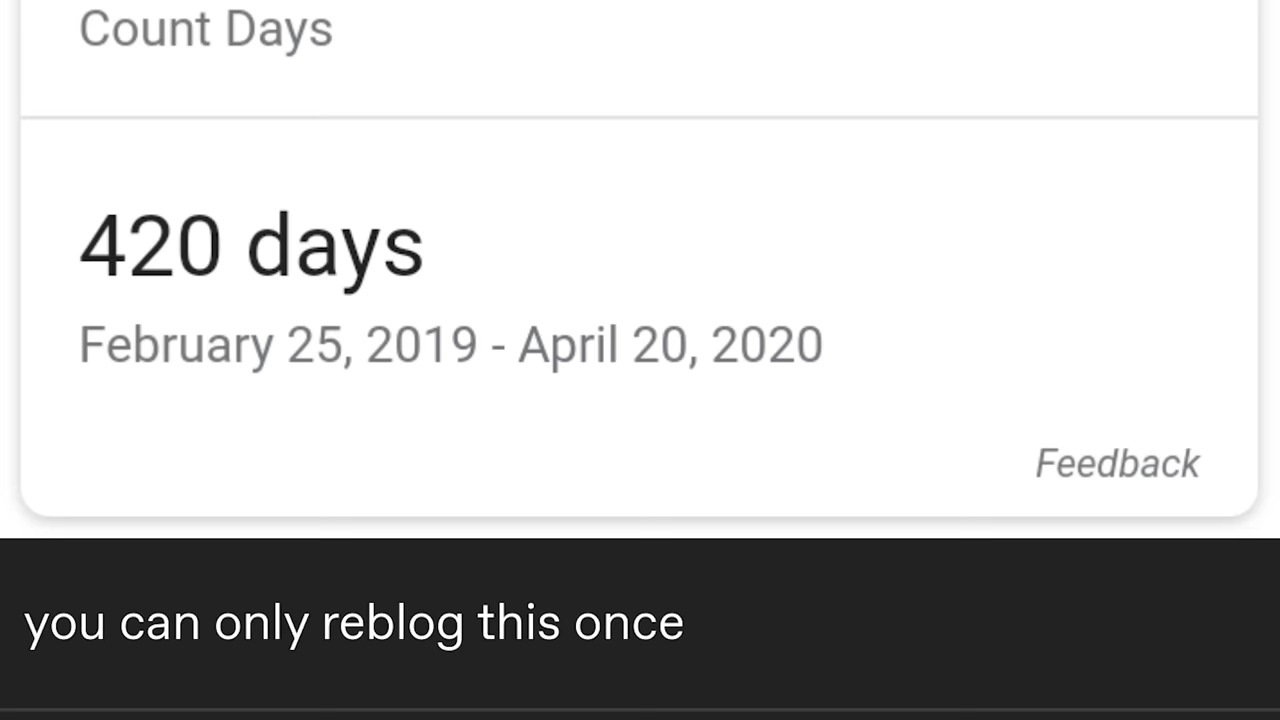 Count Days
420 days
February 25, 2019 - April 20, 2020
Feedback
you can only reblog this once